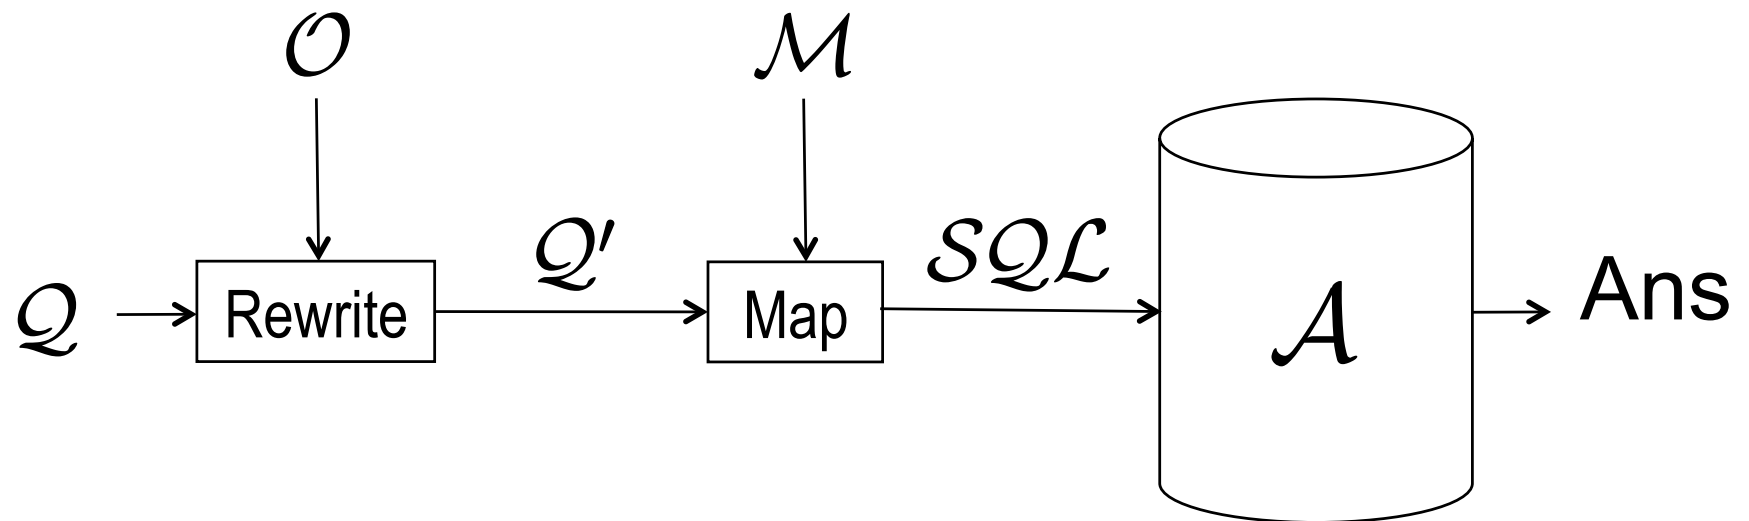 𝒪
ℳ
𝒬
Rewrite
𝒬′
Map
𝒮𝒬ℒ
𝒜
Ans